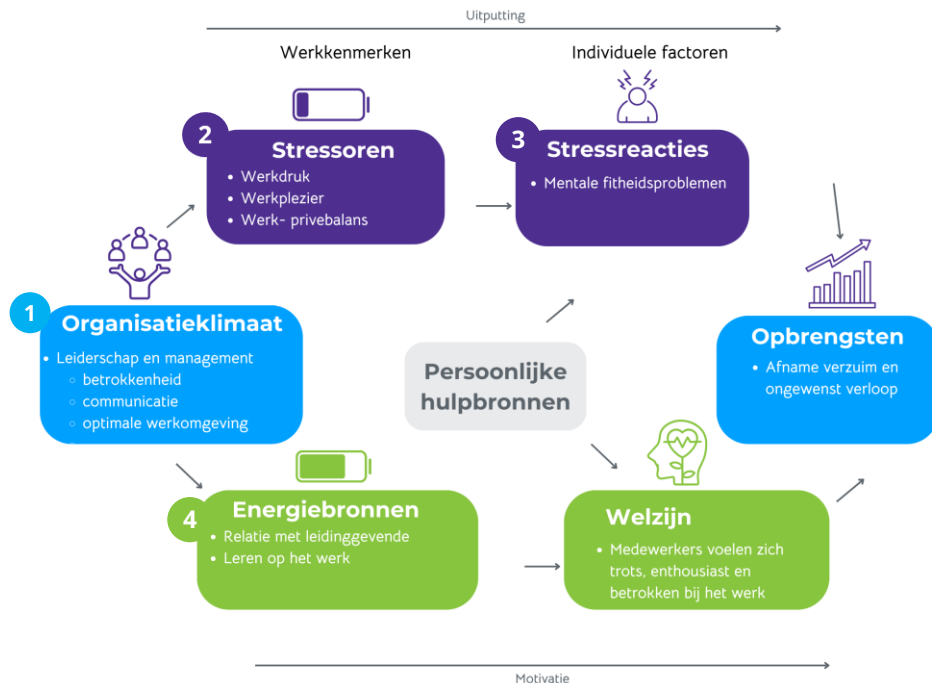 Uitputting
Werkkenmerken
Individuele factoren
2
Stressoren
• Werkdruk
• Werkplezier
• Werk- privebalans
3
Stressreacties
• Mentale fitheidsproblemen
1
Organisatieklimaat
• Leiderschap en management
○ betrokkenheid
○ communicatie
○ optimale werkomgeving
Persoonlijke
hulpbronnen
Opbrengsten
• Afname verzuim en
ongewenst verloop
4
Energiebronnen
• Relatie met leidinggevende
• Leren op het werk
Welzijn
• Medewerkers voelen zich
trots, enthousiast en
betrokken bij het werk
Motivatie